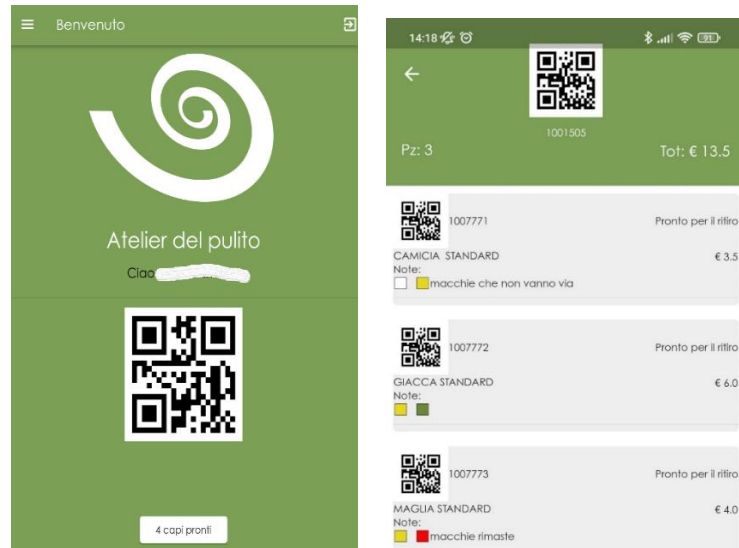 Benvenuto
Atelier del pulito
Ciao
4 capi pronti
14:18
91
1001505
Pz: 3
Tot: € 13.5
1007771
Pronto per il ritiro
CAMICIA STANDARD
€ 3.5
Note:
macchie che non vanno via
1007772
Pronto per il ritiro
GIACCA STANDARD
€ 6.0
Note:
1007773
Pronto per il ritiro
MAGLIA STANDARD
€ 4.0
Note:
macchie rimaste